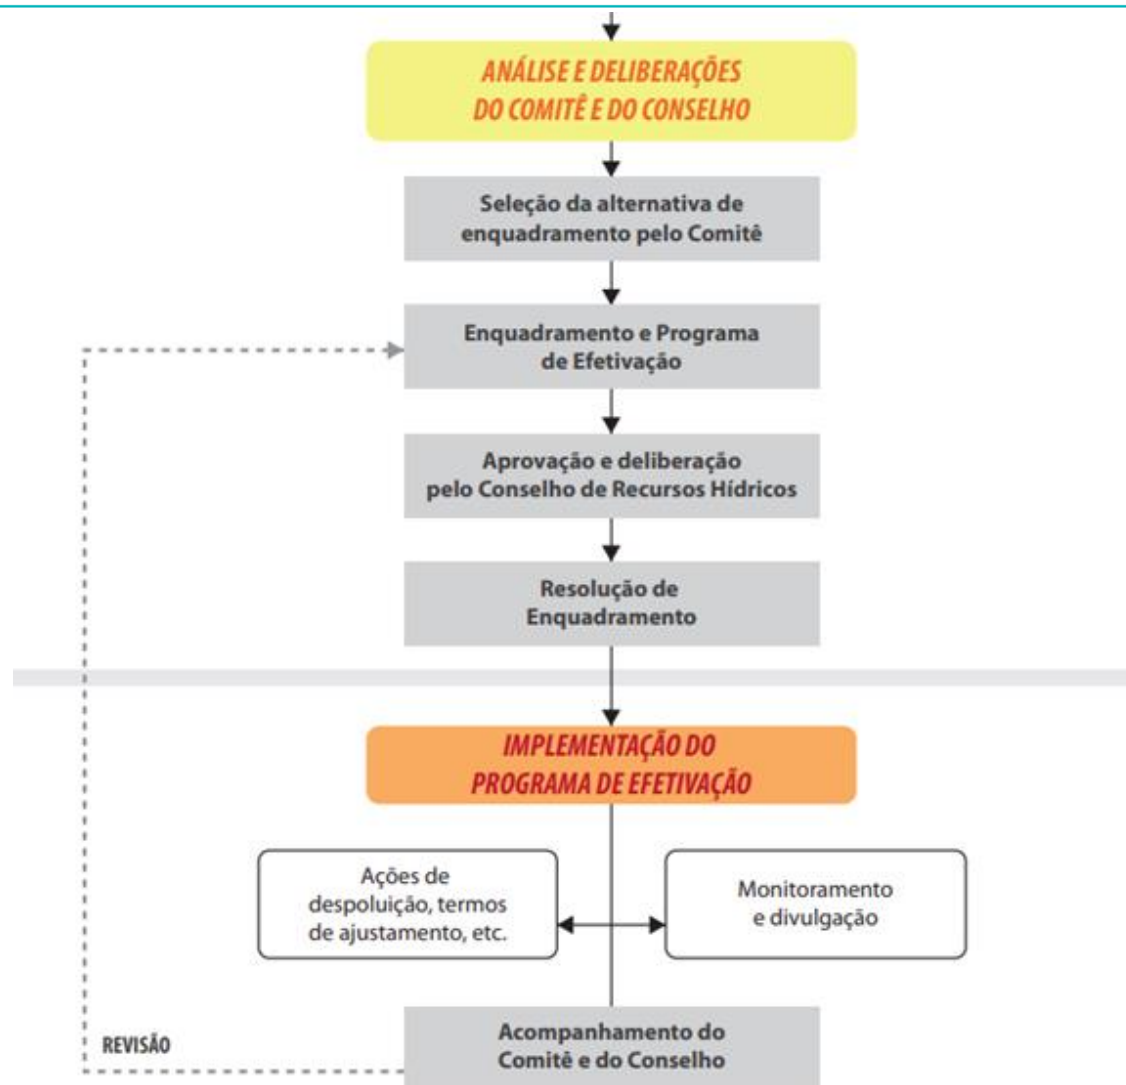 ANÁLISE E DELIBERAÇÕES
DO COMITÊ E DO CONSELHO
Seleção da alternativa de
enquadramento pelo Comitê
Enquadramento e Programa
de Efetivação
Aprovação e deliberação
pelo Conselho de Recursos Hídricos
Resolução de
Enquadramento
IMPLEMENTAÇÃO DO
PROGRAMA DE EFETIVAÇÃO
Ações de
despoluição, termos
de ajustamento, etc.
Monitoramento
e divulgação
REVISÃO
Acompanhamento do
Comitê e do Conselho